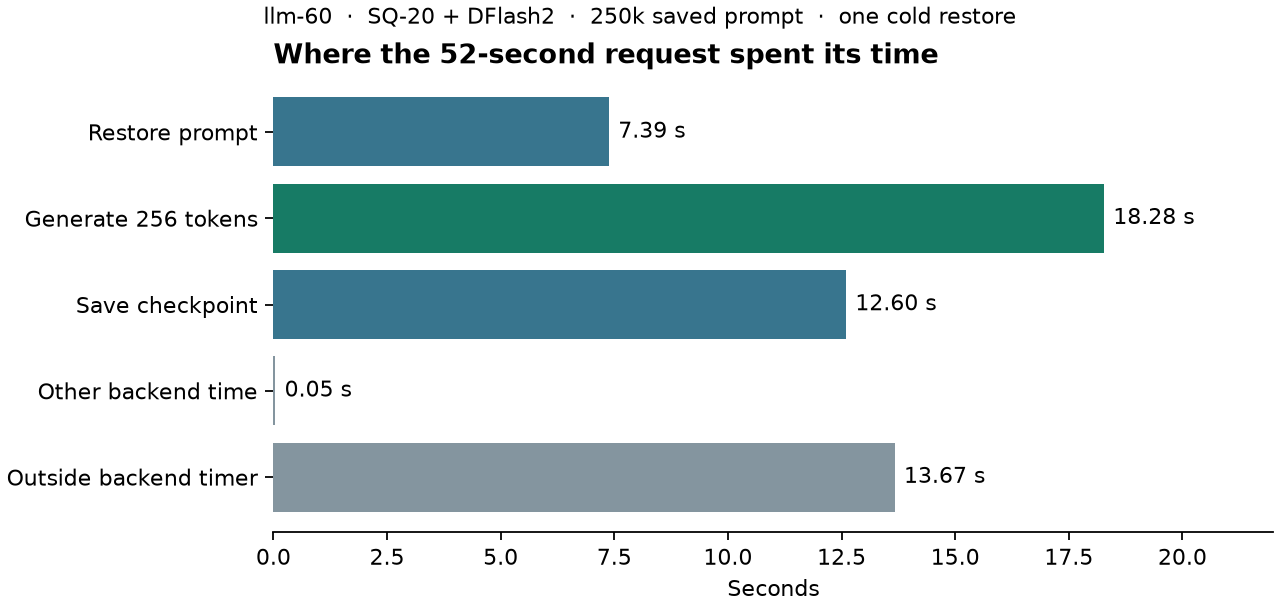 llm-60  ·  SQ-20 + DFlash2  ·  250k saved prompt  ·  one cold restore
Where the 52-second request spent its time
Restore prompt 7.39 s
Generate 256 tokens 18.28 s
Save checkpoint 12.60 s
Other backend time 0.05 s
Outside backend timer 13.67 s
0.0 2.5 5.0 7.5 10.0 12.5 15.0 17.5 20.0
Seconds